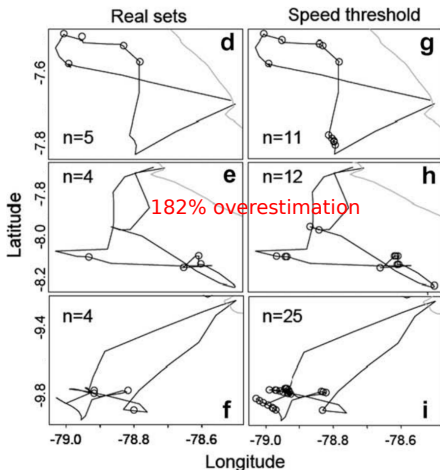 Real sets Speed threshold
d g
-7.6
-7.8
n=5 n=11
n=4 e n=12 h
-7.8
182% overestimation
Latitude
-8.0
-8.2
n=4 n=25
-9.4
-9.8
f i
-79.0 -78.8 -78.6 -79.0 -78.8 -78.6
Longitude